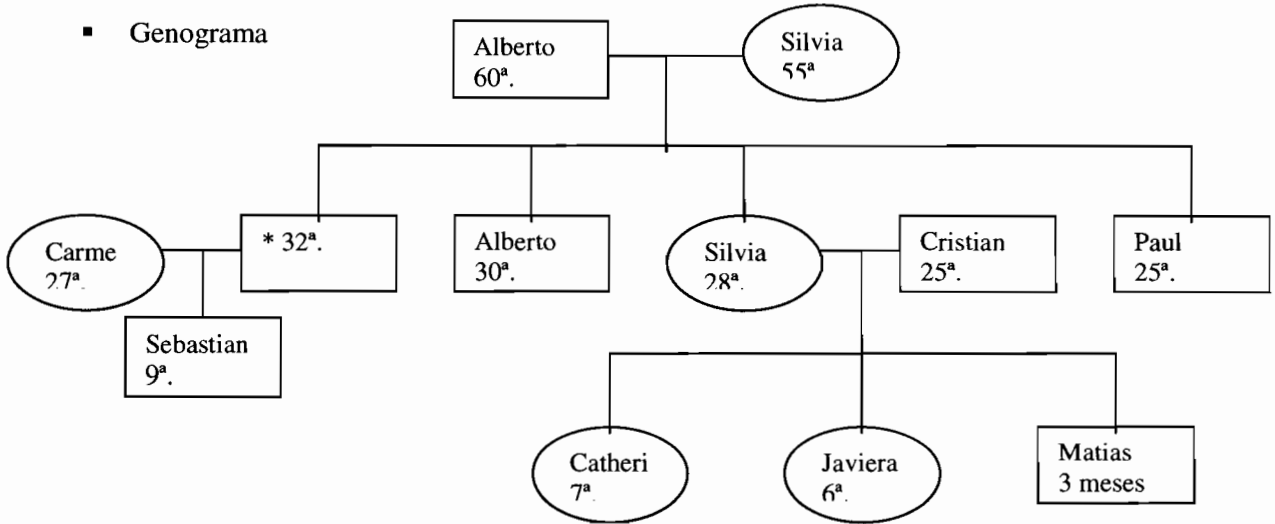 ▪ Genograma
Alberto
60ª.
Silvia
55ª
Carme
27ª.
* 32ª.
Alberto
30ª.
Silvia
28ª.
Cristian
25ª.
Paul
25ª.
Sebastian
9ª.
Catheri
7ª.
Javiera
6ª.
Matias
3 meses